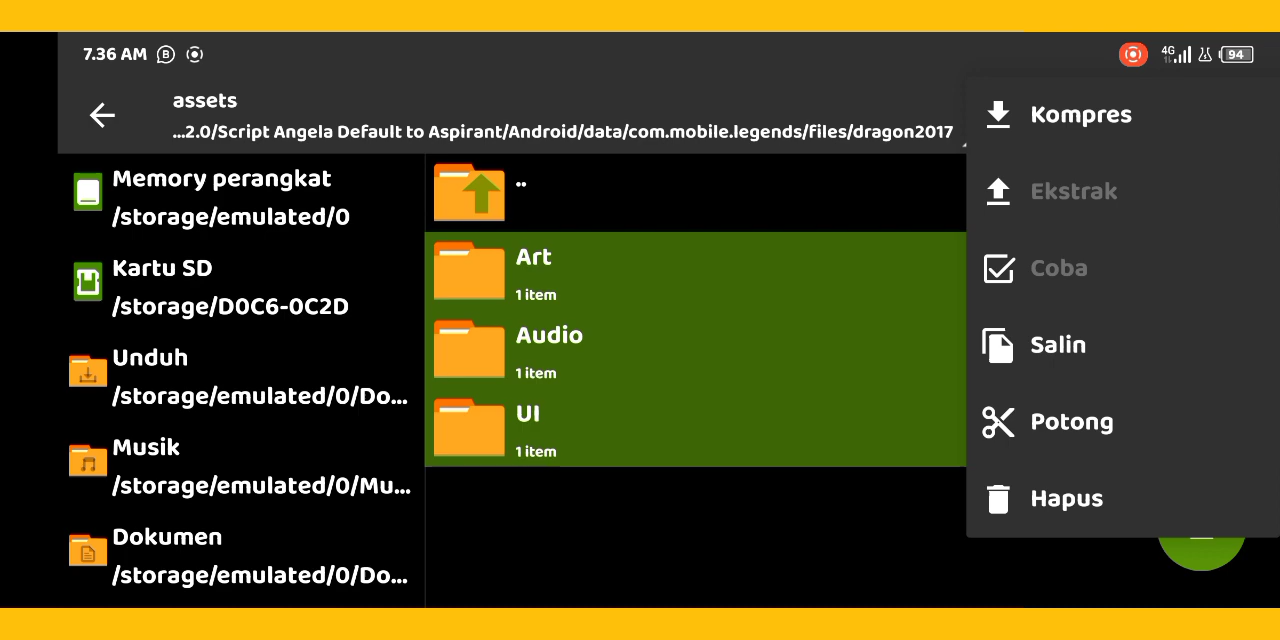 7.36 AM
4G
94
assets
...2.0/Script Angela Default to Aspirant/Android/data/com.mobile.legends/files/dragon2017
Memory perangkat
/storage/emulated/0
Kartu SD
/storage/D0C6-0C2D
Unduh
/storage/emulated/0/Do...
Musik
/storage/emulated/0/Mu...
Dokumen
/storage/emulated/0/Do...
..
Art
1 item
Audio
1 item
UI
1 item
Kompres
Ekstrak
Coba
Salin
Potong
Hapus